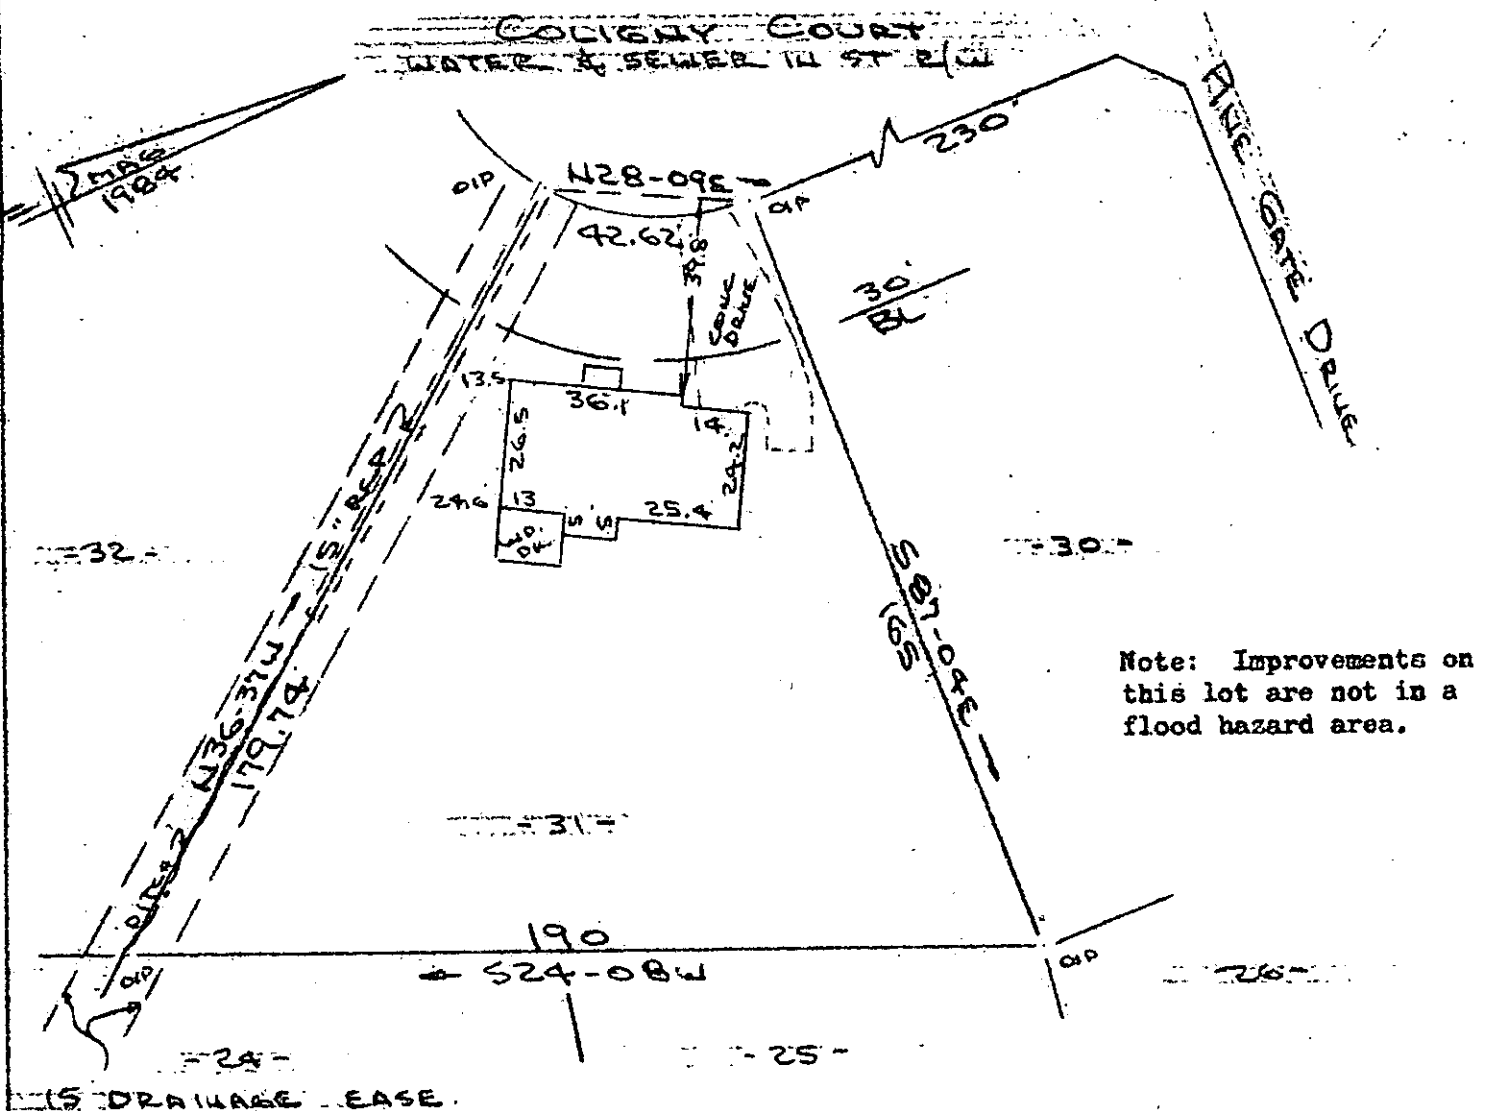 COLIGNY COURT
WATER & SEWER IN ST R/W
MAG
1984
OIP
N28-09E
OIP
230'
PINE GATE DRIVE
42.62
39.8
CONC
DRIVE
30'
BL
13.5
36.1
14
26.5
24.2
24.6
13
5
5
25.4
WD.
DK
15" RCP
-32-
-30-
S87-04E
165
Note: Improvements on
this lot are not in a
flood hazard area.
N36-37W
179.74
-31-
DITCH
190
S24-08W
OIP
OIP
-26-
-24-
-25-
15 DRAINAGE EASE.